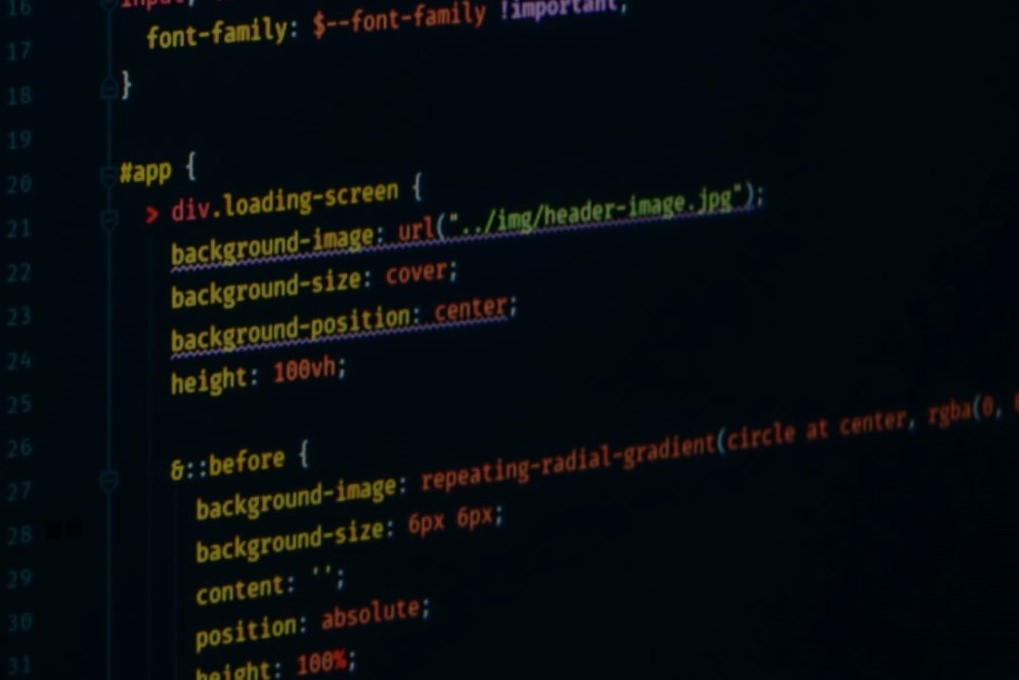 16 input,
17 font-family: $--font-family !important;
18 }
19
20 #app {
21 > div.loading-screen {
22 background-image: url("../img/header-image.jpg");
23 background-size: cover;
24 background-position: center;
25 height: 100vh;
26
27 &::before {
28 background-image: repeating-radial-gradient(circle at center, rgba(0,
29 background-size: 6px 6px;
30 content: '';
31 position: absolute;
height: 100%;